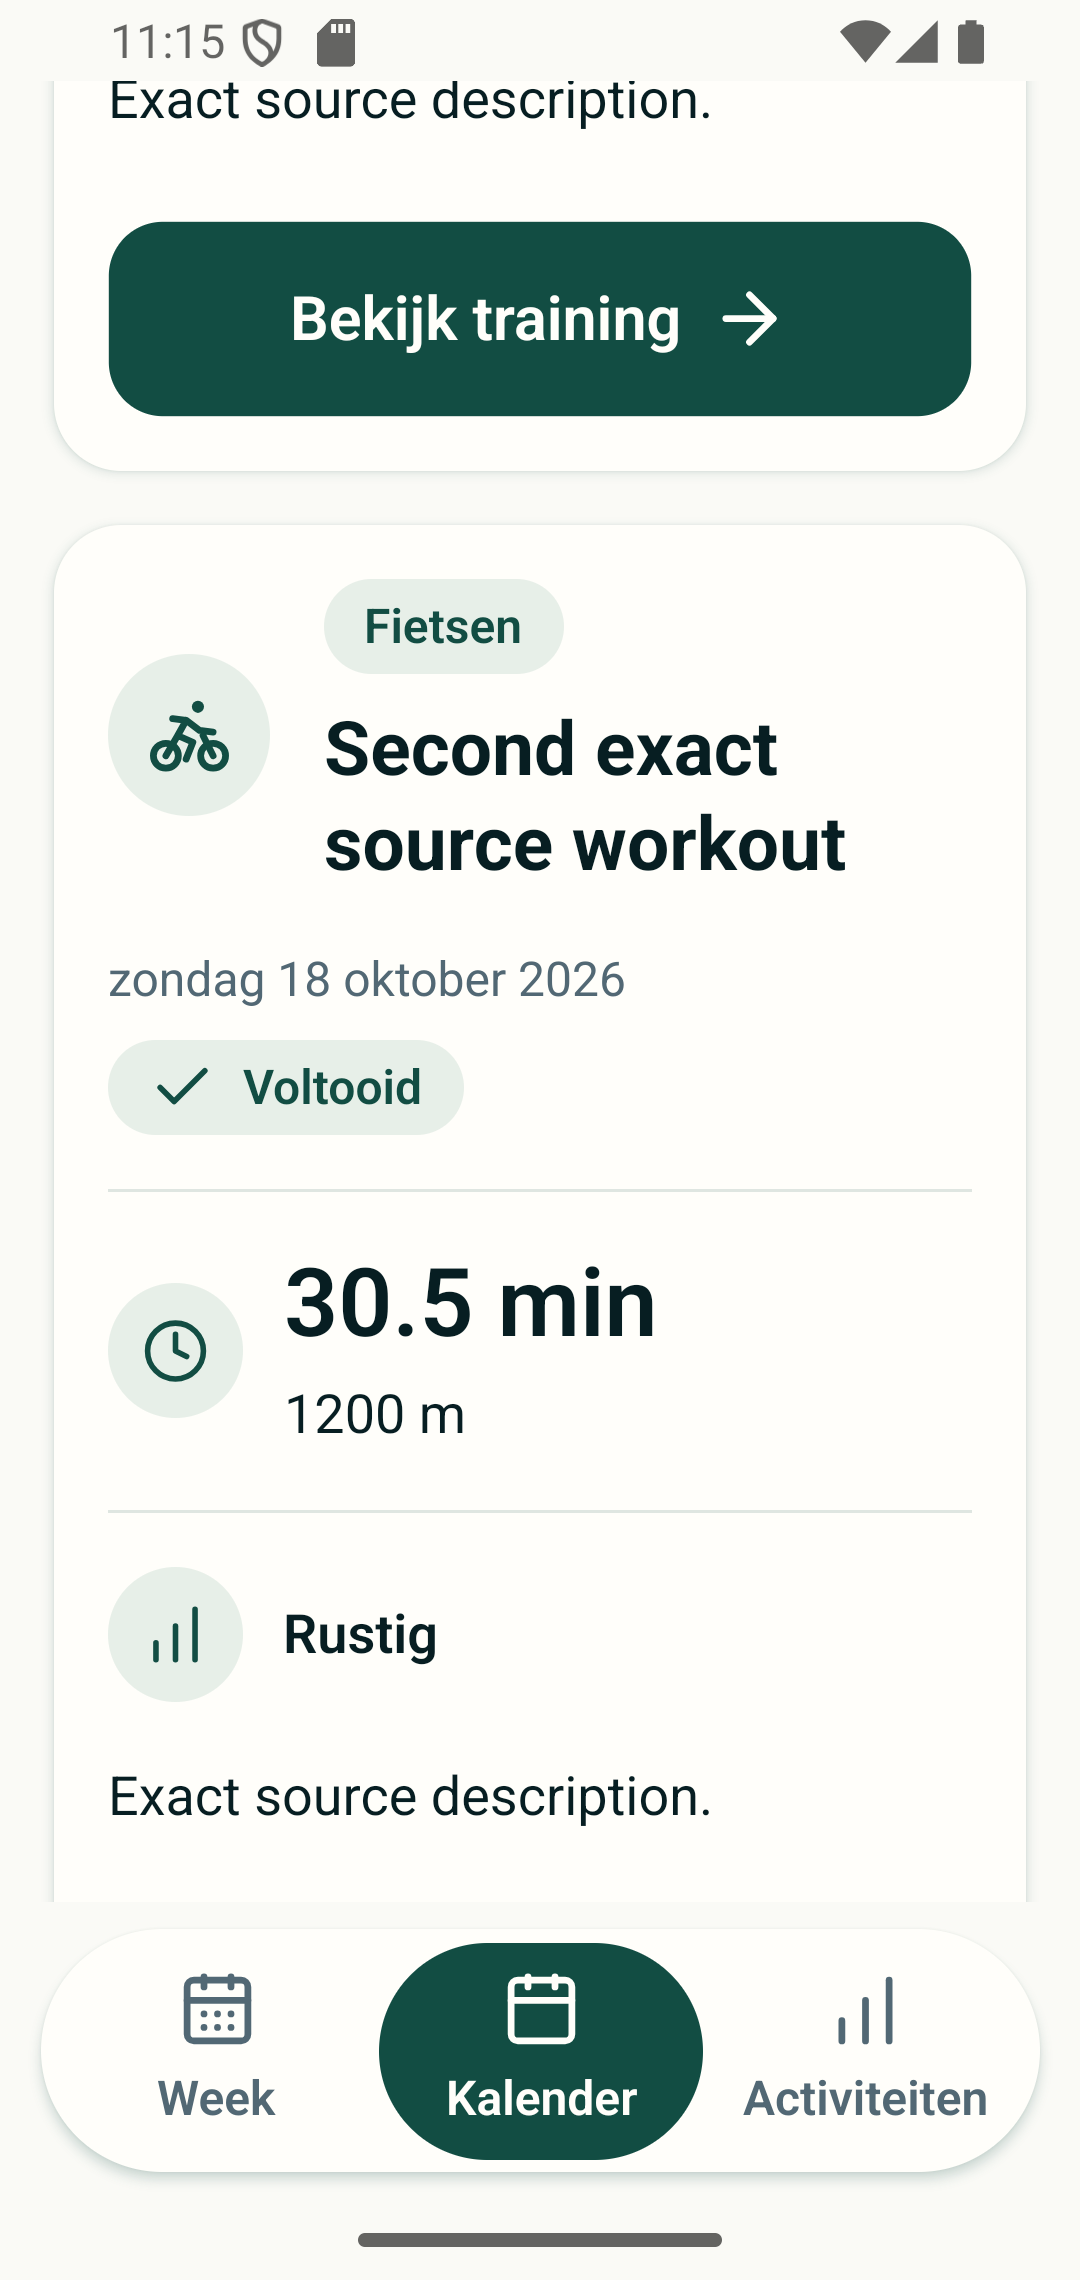 11:15
Exact source description.
Bekijk training
Fietsen
Second exact
source workout
zondag 18 oktober 2026
Voltooid
30.5 min
1200 m
Rustig
Exact source description.
Week
Kalender
Activiteiten